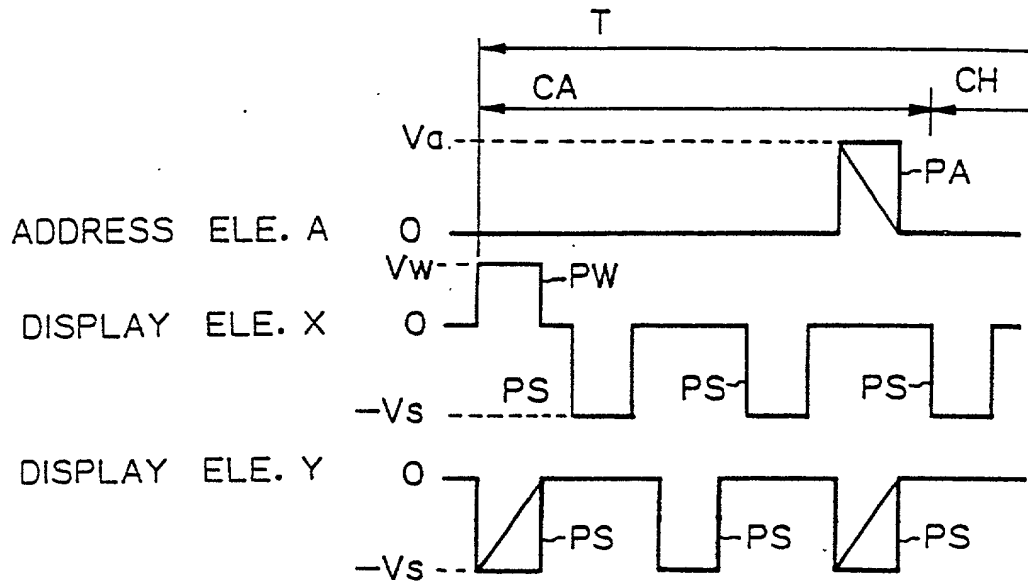 T
CA CH
Va
PA
ADDRESS ELE. A 0
Vw PW
DISPLAY ELE. X 0
PS PS PS
-Vs
DISPLAY ELE. Y 0
PS PS PS
-Vs